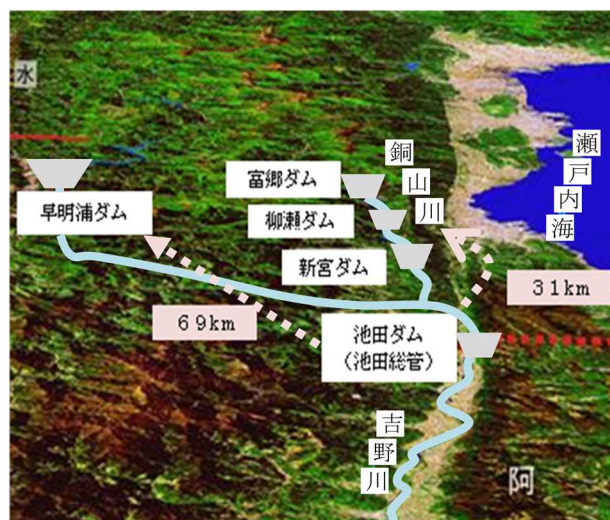 水
早明浦ダム
富郷ダム
柳瀬ダム
新宮ダム
銅山川
瀬戸内海
31km
69km
池田ダム
(池田総管)
吉野川
阿